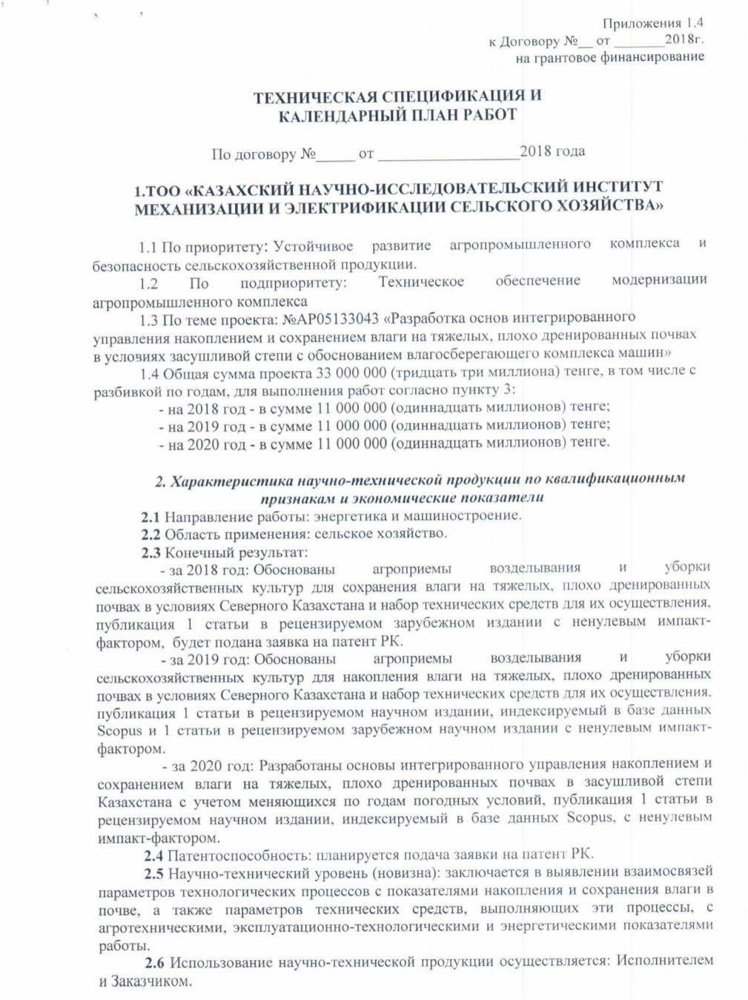 Приложения 1.4
к Договору №__ от _______2018г.
на грантовое финансирование
ТЕХНИЧЕСКАЯ СПЕЦИФИКАЦИЯ И
КАЛЕНДАРНЫЙ ПЛАН РАБОТ
По договору №_____ от __________________2018 года
1.ТОО «КАЗАХСКИЙ НАУЧНО-ИССЛЕДОВАТЕЛЬСКИЙ ИНСТИТУТ
МЕХАНИЗАЦИИ И ЭЛЕКТРИФИКАЦИИ СЕЛЬСКОГО ХОЗЯЙСТВА»
1.1 По приоритету: Устойчивое развитие агропромышленного комплекса и
безопасность сельскохозяйственной продукции.
1.2 По подприоритету: Техническое обеспечение модернизации
агропромышленного комплекса
1.3 По теме проекта: №АР05133043 «Разработка основ интегрированного
управления накоплением и сохранением влаги на тяжелых, плохо дренированных почвах
в условиях засушливой степи с обоснованием влагосберегающего комплекса машин»
1.4 Общая сумма проекта 33 000 000 (тридцать три миллиона) тенге, в том числе с
разбивкой по годам, для выполнения работ согласно пункту 3:
- на 2018 год - в сумме 11 000 000 (одиннадцать миллионов) тенге;
- на 2019 год - в сумме 11 000 000 (одиннадцать миллионов) тенге;
- на 2020 год - в сумме 11 000 000 (одиннадцать миллионов) тенге.
2. Характеристика научно-технической продукции по квалификационным
признакам и экономические показатели
2.1 Направление работы: энергетика и машиностроение.
2.2 Область применения: сельское хозяйство.
2.3 Конечный результат:
- за 2018 год: Обоснованы агроприемы возделывания и уборки
сельскохозяйственных культур для сохранения влаги на тяжелых, плохо дренированных
почвах в условиях Северного Казахстана и набор технических средств для их осуществления,
публикация 1 статьи в рецензируемом зарубежном издании с ненулевым импакт-
фактором, будет подана заявка на патент РК.
- за 2019 год: Обоснованы агроприемы возделывания и уборки
сельскохозяйственных культур для накопления влаги на тяжелых, плохо дренированных
почвах в условиях Северного Казахстана и набор технических средств для их осуществления.
публикация 1 статьи в рецензируемом научном издании, индексируемый в базе данных
Scopus и 1 статьи в рецензируемом зарубежном научном издании с ненулевым импакт-
фактором.
- за 2020 год: Разработаны основы интегрированного управления накоплением и
сохранением влаги на тяжелых, плохо дренированных почвах в засушливой степи
Казахстана с учетом меняющихся по годам погодных условий, публикация 1 статьи в
рецензируемом научном издании, индексируемый в базе данных Scopus, с ненулевым
импакт-фактором.
2.4 Патентоспособность: планируется подача заявки на патент РК.
2.5 Научно-технический уровень (новизна): заключается в выявлении взаимосвязей
параметров технологических процессов с показателями накопления и сохранения влаги в
почве, а также параметров технических средств, выполняющих эти процессы, с
агротехническими, эксплуатационно-технологическими и энергетическими показателями
работы.
2.6 Использование научно-технической продукции осуществляется: Исполнителем
и Заказчиком.